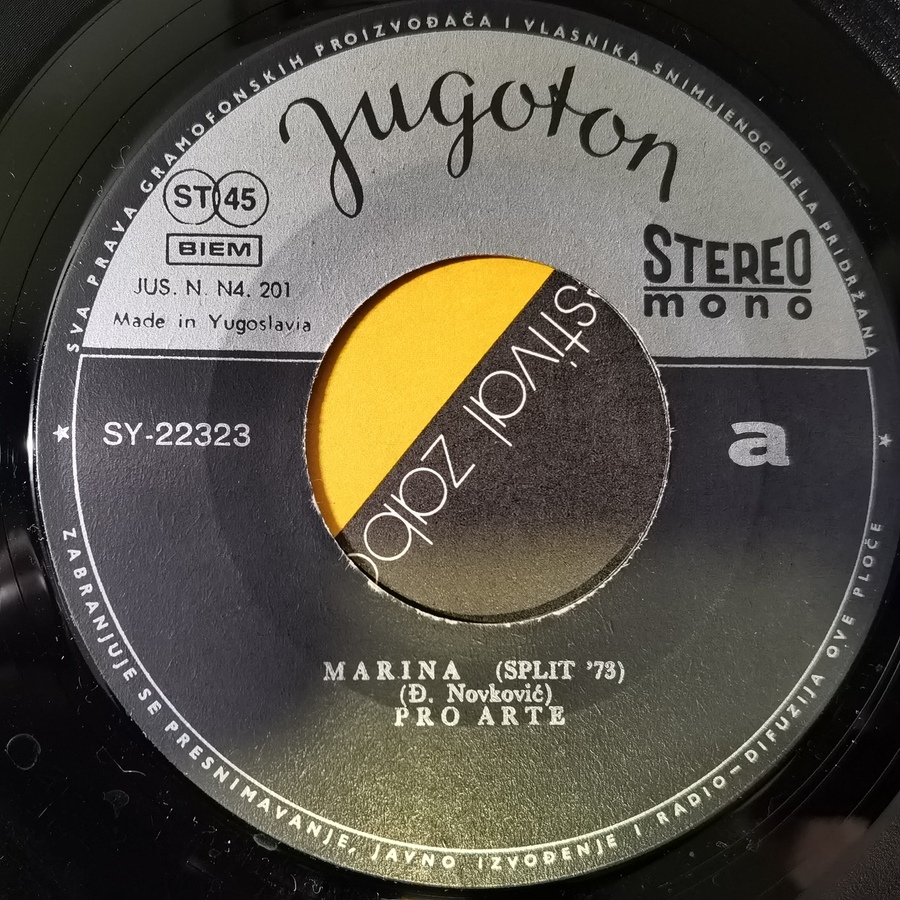 SVA PRAVA GRAMOFONSKIH PROIZVOĐAČA I VLASNIKA SNIMLJENOG DJELA PRIDRŽANA
Jugoton
ST 45
BIEM
JUS. N. N4. 201
Made in Yugoslavia
STEREO
mono
stival zab
SY-22323
a
MARINA (SPLIT '73)
(Đ. Novković)
PRO ARTE
ZABRANJUJE SE PRESNIMAVANJE, JAVNO IZVOĐENJE I RADIO-DIFUZIJA OVE PLOČE